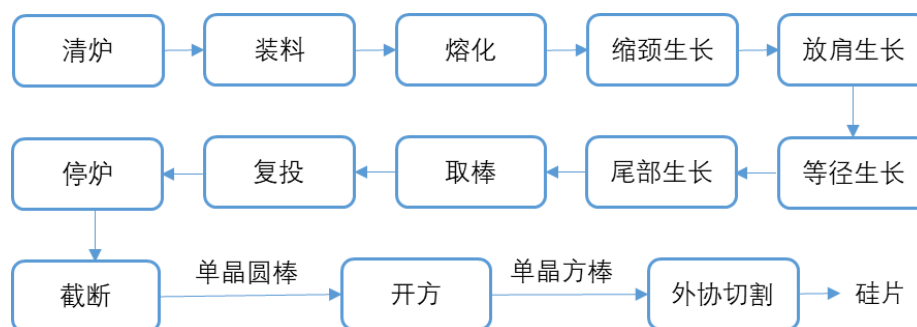 清炉
装料
熔化
缩颈生长
放肩生长
停炉
复投
取棒
尾部生长
等径生长
截断
单晶圆棒
开方
单晶方棒
外协切割
硅片